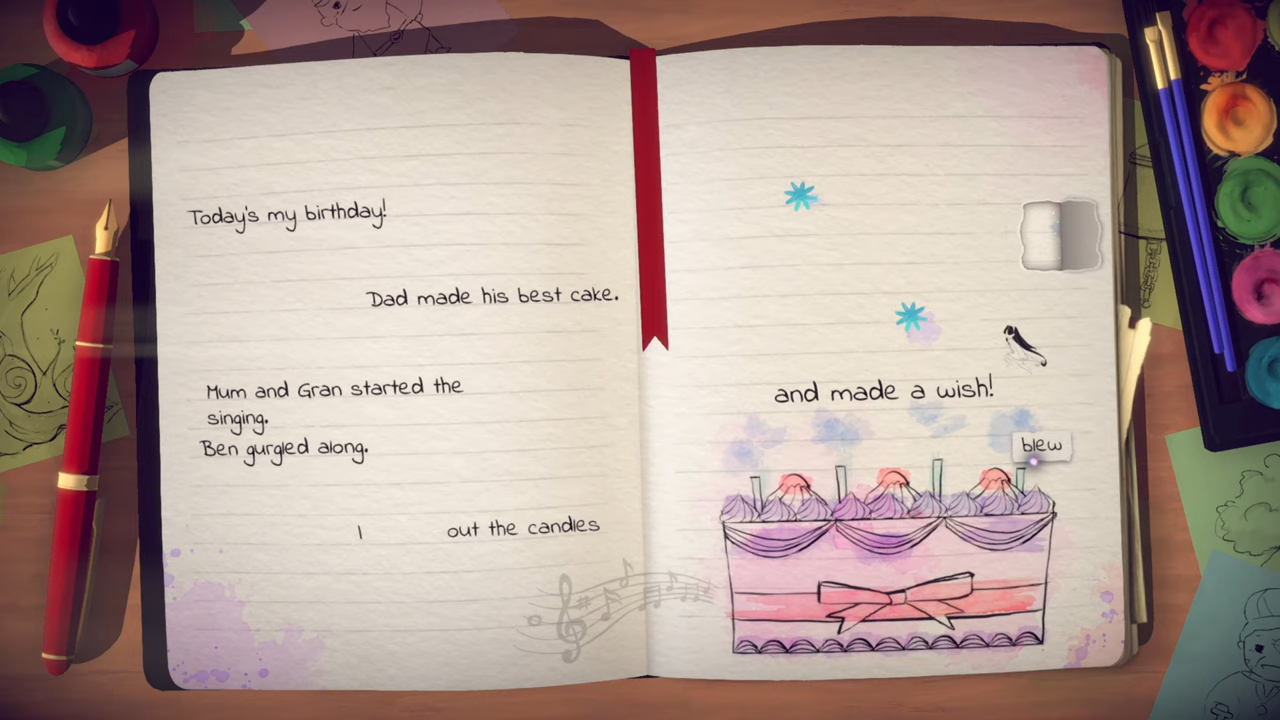 Today's my birthday!
Dad made his best cake.
Mum and Gran started the
singing.
Ben gurgled along.
I out the candles
and made a wish!
blew